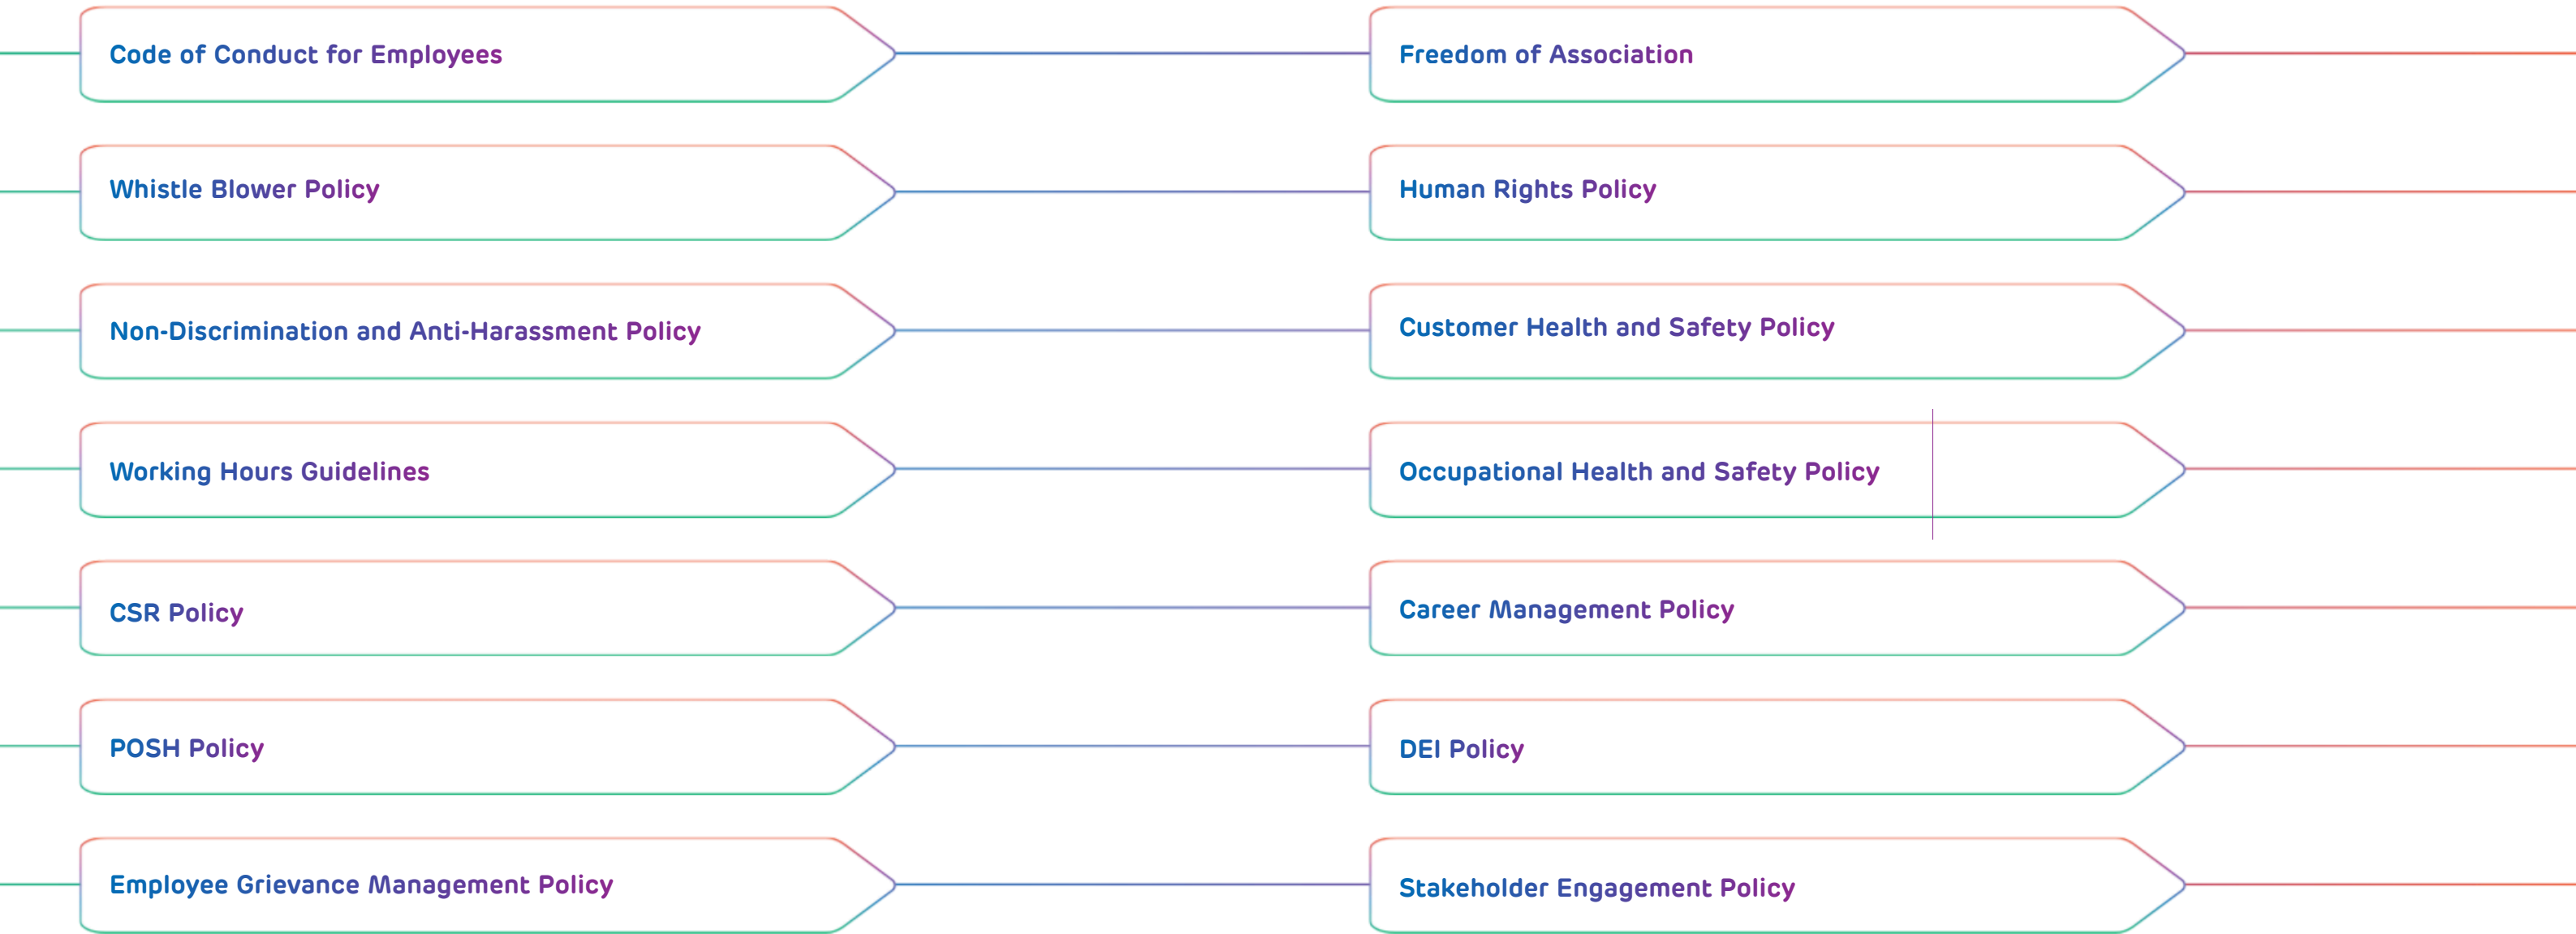 Code of Conduct for Employees
Freedom of Association
Whistle Blower Policy
Human Rights Policy
Non-Discrimination and Anti-Harassment Policy
Customer Health and Safety Policy
Working Hours Guidelines
Occupational Health and Safety Policy
CSR Policy
Career Management Policy
POSH Policy
DEI Policy
Employee Grievance Management Policy
Stakeholder Engagement Policy